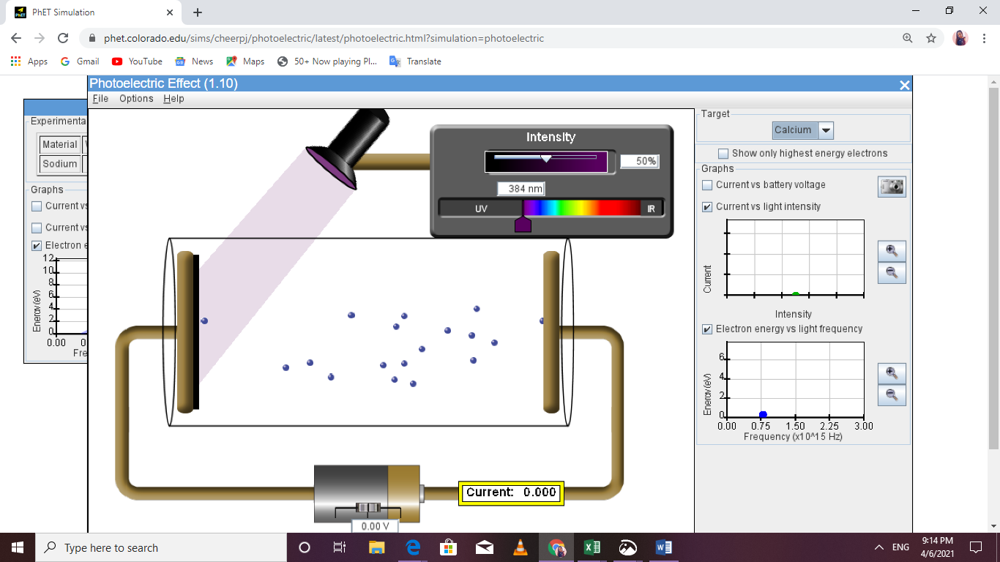 PhET Simulation
phet.colorado.edu/sims/cheerpj/photoelectric/latest/photoelectric.html?simulation=photoelectric
Apps Gmail YouTube News Maps 50+ Now playing Pl... Translate
Photoelectric Effect (1.10)
File Options Help
Experimenta
Material
Sodium
Graphs
Current vs
Current vs
Electron e
12
10
8
6
4
2
0
Energy (eV)
0.00
Fre
Intensity
50%
384 nm
UV
IR
Current: 0.000
0.00 V
Target
Calcium
Show only highest energy electrons
Graphs
Current vs battery voltage
Current vs light intensity
Current
Intensity
Electron energy vs light frequency
6
4
2
0
Energy (eV)
0.00 0.75 1.50 2.25 3.00
Frequency (x10^15 Hz)
Type here to search
ENG
9:14 PM
4/6/2021